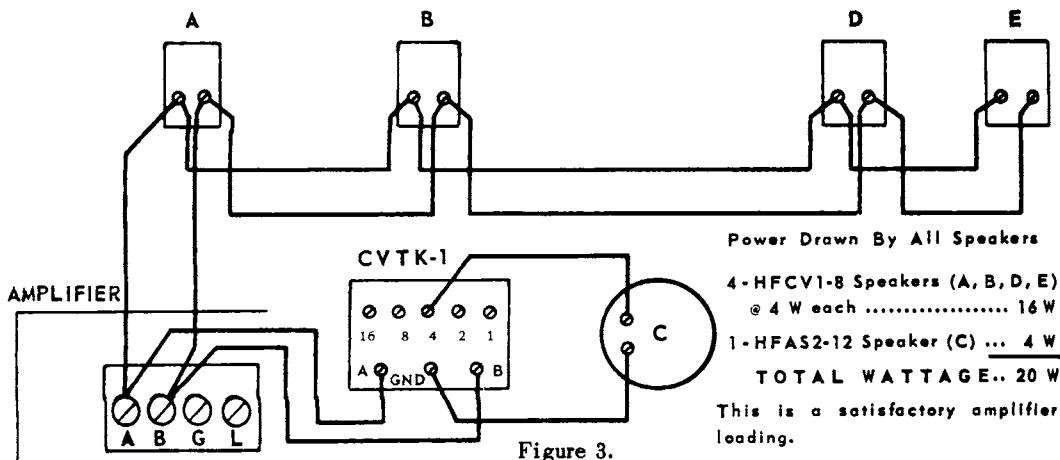 A B D E
CVTK-1
16 8 4 2 1
A GND B
C
AMPLIFIER
A B G L
Power Drawn By All Speakers
4-HFCV1-8 Speakers (A, B, D, E)
@ 4 W each .................. 16W
1-HFAS2-12 Speaker (C) ... 4 W
TOTAL WATTAGE.. 20 W
This is a satisfactory amplifier
loading.
Figure 3.